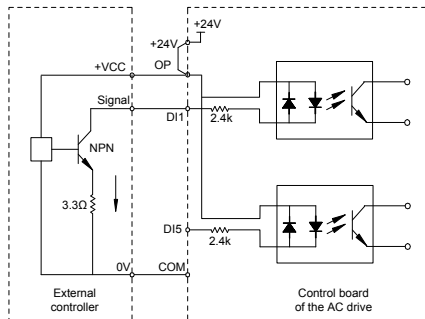 +24V
+24V
+VCC
OP
Signal
DI1
2.4k
NPN
3.3Ω
DI5
2.4k
0V
COM
External
controller
Control board
of the AC drive